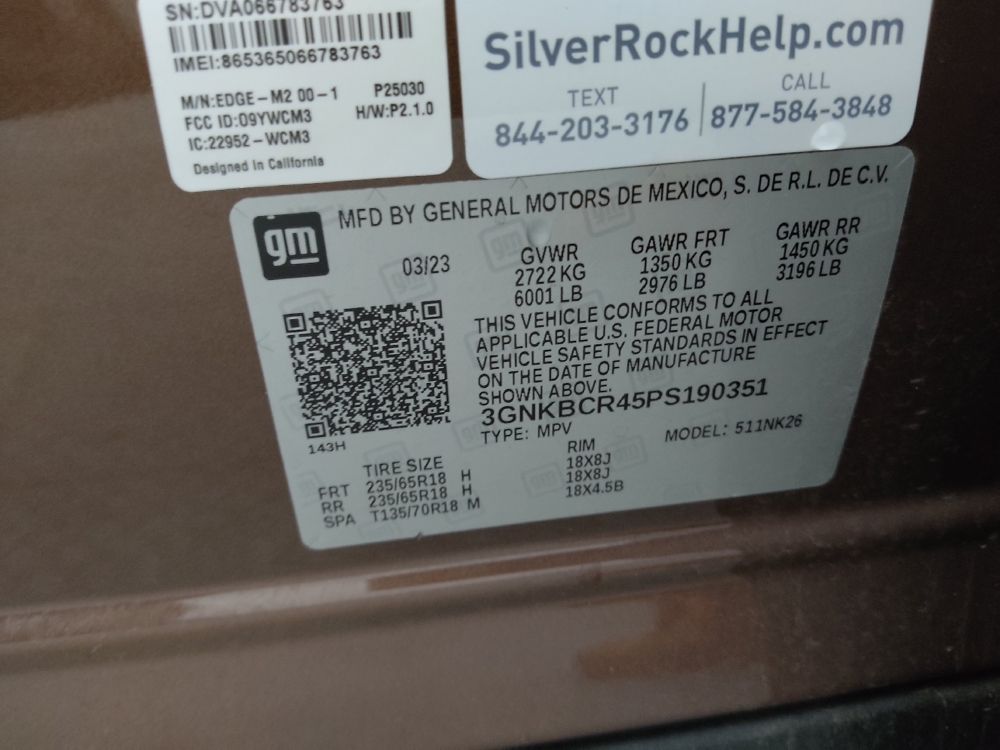 SN:DVA066783763
IMEI:865365066783763
M/N:EDGE-M2 00-1 P25030
FCC ID:O9YWCM3 H/W:P2.1.0
IC:22952-WCM3
Designed in California
SilverRockHelp.com
TEXT CALL
844-203-3176 877-584-3848
gm
MFD BY GENERAL MOTORS DE MEXICO, S. DE R.L. DE C.V.
03/23 GVWR GAWR FRT GAWR RR
2722 KG 1350 KG 1450 KG
6001 LB 2976 LB 3196 LB
THIS VEHICLE CONFORMS TO ALL
APPLICABLE U.S. FEDERAL MOTOR
VEHICLE SAFETY STANDARDS IN EFFECT
ON THE DATE OF MANUFACTURE
SHOWN ABOVE.
3GNKBCR45PS190351
TYPE: MPV MODEL: 511NK26
143H
TIRE SIZE RIM
FRT 235/65R18 H 18X8J
RR 235/65R18 H 18X8J
SPA T135/70R18 M 18X4.5B